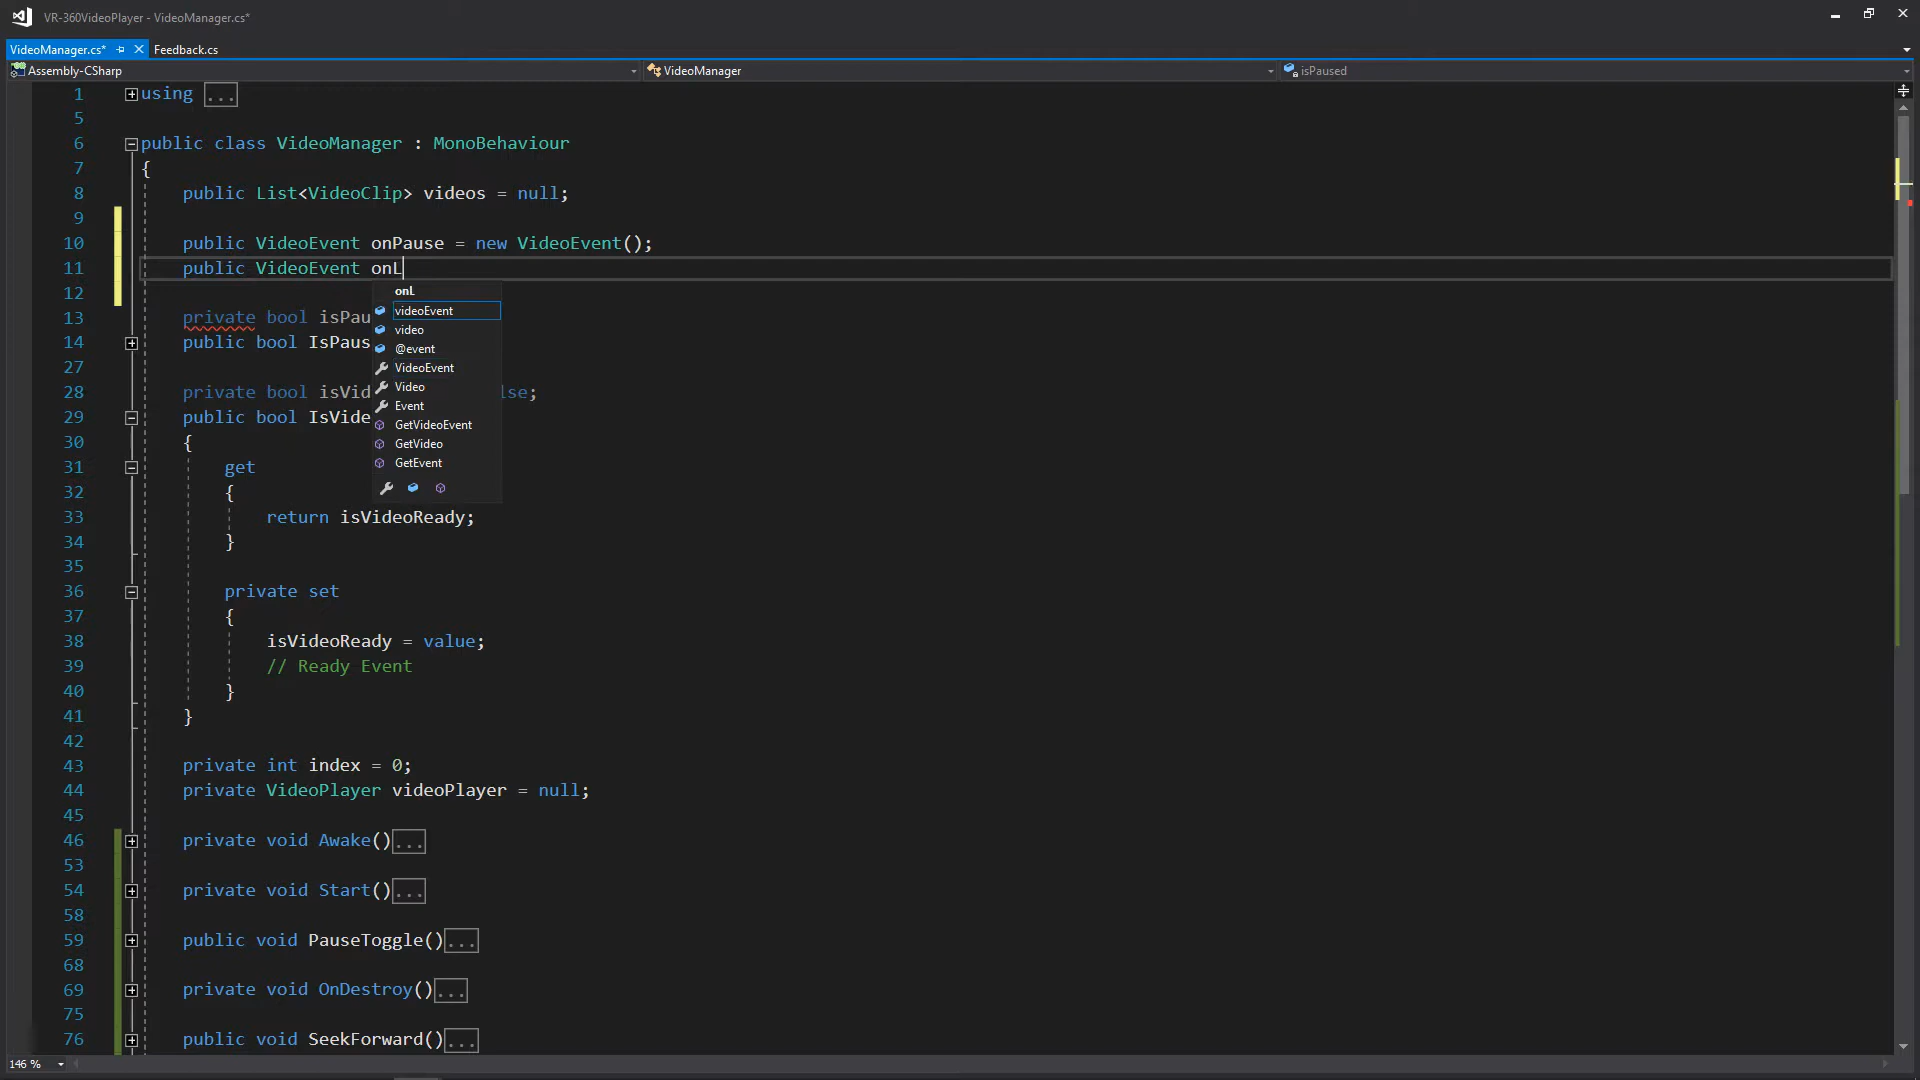 VR-360VideoPlayer - VideoManager.cs*
VideoManager.cs* Feedback.cs
Assembly-CSharp VideoManager isPaused
1 using ...
5
6 public class VideoManager : MonoBehaviour
7 {
8 public List<VideoClip> videos = null;
9
10 public VideoEvent onPause = new VideoEvent();
11 public VideoEvent onL
onL
12
videoEvent
13 private bool isPau
video
14 public bool IsPaus
@event
27
VideoEvent
Video
28 private bool isVid lse;
Event
29 public bool IsVide
GetVideoEvent
30 {
GetVideo
31 get
GetEvent
32 {
33 return isVideoReady;
34 }
35
36 private set
37 {
38 isVideoReady = value;
39 // Ready Event
40 }
41 }
42
43 private int index = 0;
44 private VideoPlayer videoPlayer = null;
45
46 private void Awake()...
53
54 private void Start()...
58
59 public void PauseToggle()...
68
69 private void OnDestroy()...
75
76 public void SeekForward()...
146 %